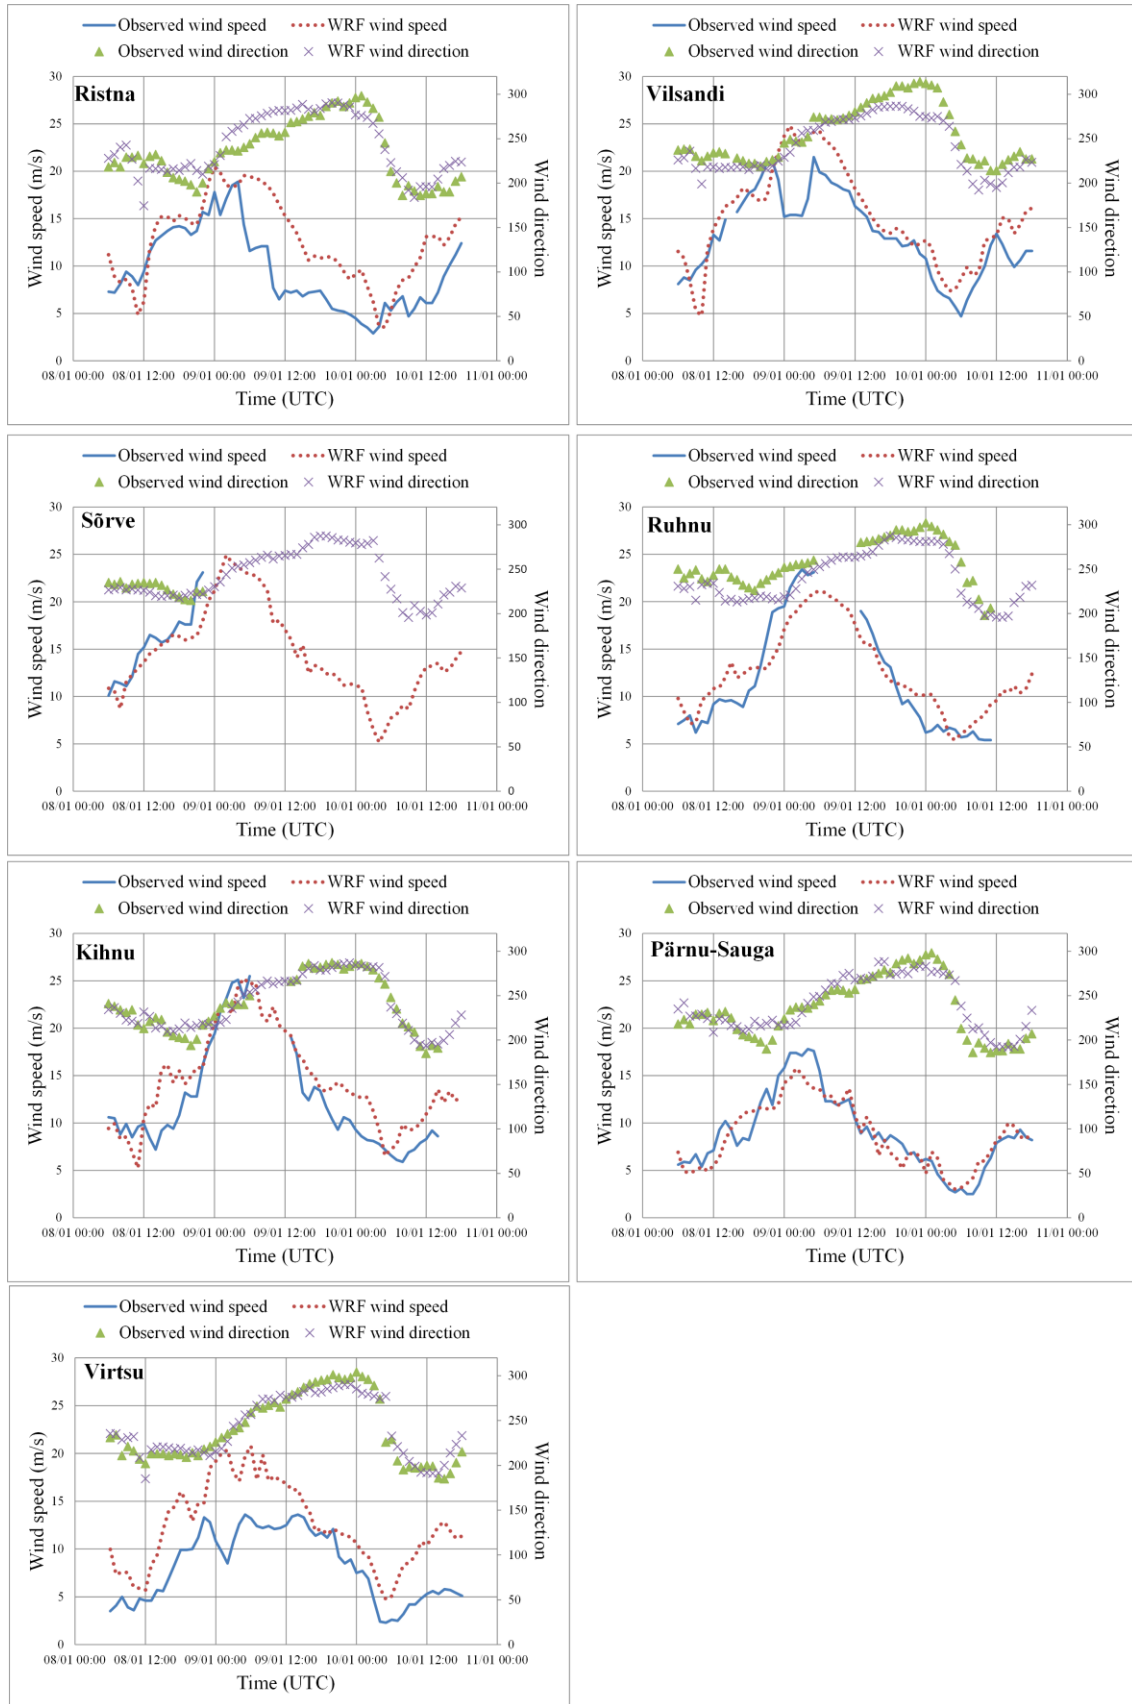 Observed wind speed WRF wind speed
Observed wind direction WRF wind direction
Ristna
Wind speed (m/s)
30
25
20
15
10
5
0
300
250
200
150
100
50
0
Wind direction
08/01 00:00 08/01 12:00 09/01 00:00 09/01 12:00 10/01 00:00 10/01 12:00 11/01 00:00
Time (UTC)
Observed wind speed WRF wind speed
Observed wind direction WRF wind direction
Vilsandi
Wind speed (m/s)
30
25
20
15
10
5
0
300
250
200
150
100
50
0
Wind direction
08/01 00:00 08/01 12:00 09/01 00:00 09/01 12:00 10/01 00:00 10/01 12:00 11/01 00:00
Time (UTC)
Observed wind speed WRF wind speed
Observed wind direction WRF wind direction
Sõrve
Wind speed (m/s)
30
25
20
15
10
5
0
300
250
200
150
100
50
0
Wind direction
08/01 00:00 08/01 12:00 09/01 00:00 09/01 12:00 10/01 00:00 10/01 12:00 11/01 00:00
Time (UTC)
Observed wind speed WRF wind speed
Observed wind direction WRF wind direction
Ruhnu
Wind speed (m/s)
30
25
20
15
10
5
0
300
250
200
150
100
50
0
Wind direction
08/01 00:00 08/01 12:00 09/01 00:00 09/01 12:00 10/01 00:00 10/01 12:00 11/01 00:00
Time (UTC)
Observed wind speed WRF wind speed
Observed wind direction WRF wind direction
Kihnu
Wind speed (m/s)
30
25
20
15
10
5
0
300
250
200
150
100
50
0
Wind direction
08/01 00:00 08/01 12:00 09/01 00:00 09/01 12:00 10/01 00:00 10/01 12:00 11/01 00:00
Time (UTC)
Observed wind speed WRF wind speed
Observed wind direction WRF wind direction
Pärnu-Sauga
Wind speed (m/s)
30
25
20
15
10
5
0
300
250
200
150
100
50
0
Wind direction
08/01 00:00 08/01 12:00 09/01 00:00 09/01 12:00 10/01 00:00 10/01 12:00 11/01 00:00
Time (UTC)
Observed wind speed WRF wind speed
Observed wind direction WRF wind direction
Virtsu
Wind speed (m/s)
30
25
20
15
10
5
0
300
250
200
150
100
50
0
Wind direction
08/01 00:00 08/01 12:00 09/01 00:00 09/01 12:00 10/01 00:00 10/01 12:00 11/01 00:00
Time (UTC)